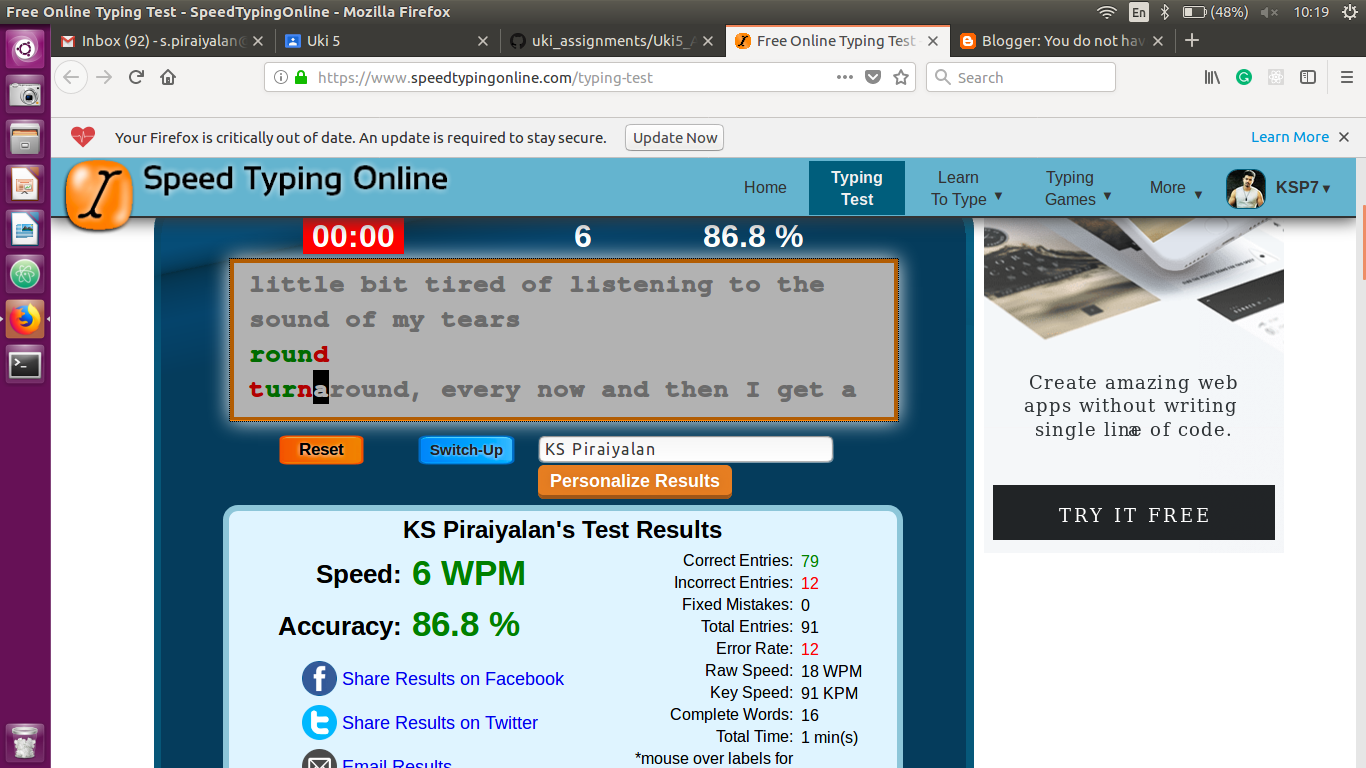 Free Online Typing Test - SpeedTypingOnline - Mozilla Firefox
En
(48%)
10:19
Inbox (92) - s.piraiyalan@
Uki 5
uki_assignments/Uki5_A
Free Online Typing Test
Blogger: You do not hav
https://www.speedtypingonline.com/typing-test
Search
Your Firefox is critically out of date. An update is required to stay secure.
Update Now
Learn More
Speed Typing Online
Home
Typing
Test
Learn
To Type
Typing
Games
More
KSP7
00:00
6
86.8 %
little bit tired of listening to the
sound of my tears
round
turnaround, every now and then I get a
Reset
Switch-Up
KS Piraiyalan
Personalize Results
KS Piraiyalan's Test Results
Speed: 6 WPM
Accuracy: 86.8 %
Share Results on Facebook
Share Results on Twitter
Email Results
Correct Entries: 79
Incorrect Entries: 12
Fixed Mistakes: 0
Total Entries: 91
Error Rate: 12
Raw Speed: 18 WPM
Key Speed: 91 KPM
Complete Words: 16
Total Time: 1 min(s)
*mouse over labels for
Create amazing web
apps without writing
a single line of code.
TRY IT FREE